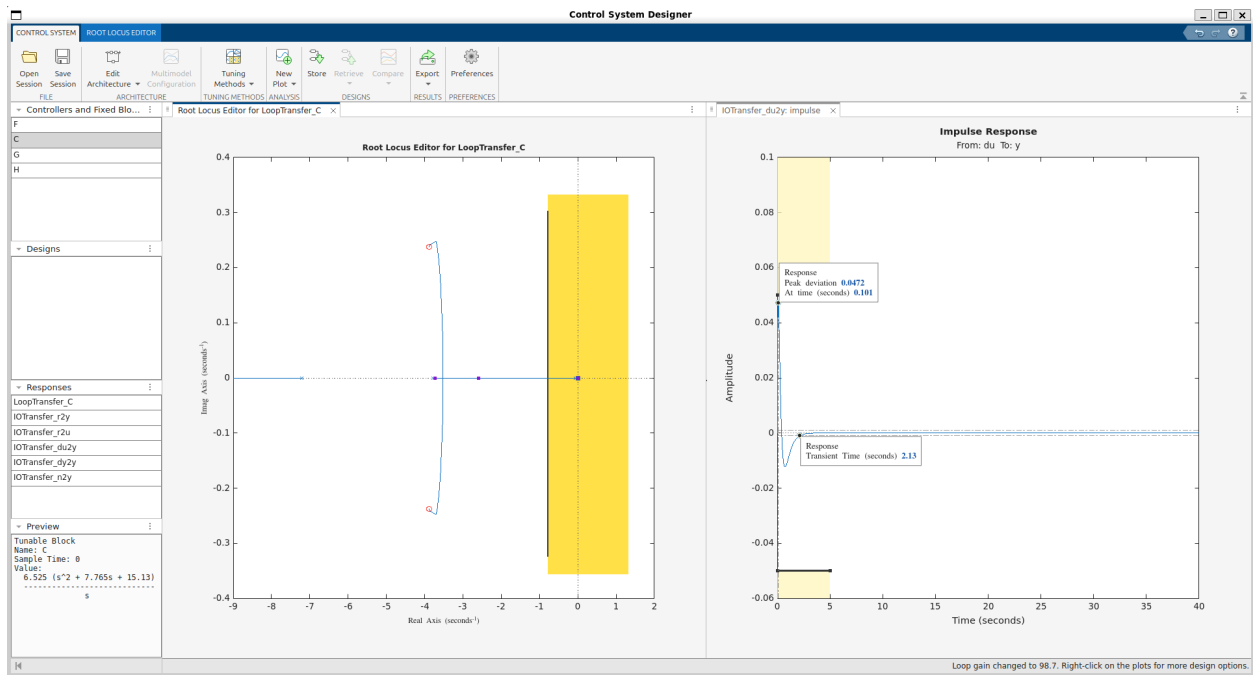 Control System Designer
CONTROL SYSTEM
ROOT LOCUS EDITOR
Open Session
Save Session
Edit Architecture
Multimodel Configuration
Tuning Methods
New Plot
Store
Retrieve
Compare
Export
Preferences
FILE
ARCHITECTURE
TUNING METHODS
ANALYSIS
DESIGNS
RESULTS
PREFERENCES
Controllers and Fixed Blo...
F
C
G
H
Designs
Responses
LoopTransfer_C
IOTransfer_r2y
IOTransfer_r2u
IOTransfer_du2y
IOTransfer_dy2y
IOTransfer_n2y
Preview
Tunable Block
Name: C
Sample Time: 0
Value:
6.525 (s^2 + 7.765s + 15.13)
---------------------------
s
Root Locus Editor for LoopTransfer_C
Root Locus Editor for LoopTransfer_C
0.4
0.3
0.2
0.1
0
-0.1
-0.2
-0.3
-0.4
Imag Axis (seconds⁻¹)
-9 -8 -7 -6 -5 -4 -3 -2 -1 0 1 2
Real Axis (seconds⁻¹)
IOTransfer_du2y: impulse
Impulse Response
From: du To: y
0.1
0.08
0.06
0.04
0.02
0
-0.02
-0.04
-0.06
Amplitude
Response
Peak deviation 0.0472
At time (seconds) 0.101
Response
Transient Time (seconds) 2.13
0 5 10 15 20 25 30 35 40
Time (seconds)
Loop gain changed to 98.7. Right-click on the plots for more design options.